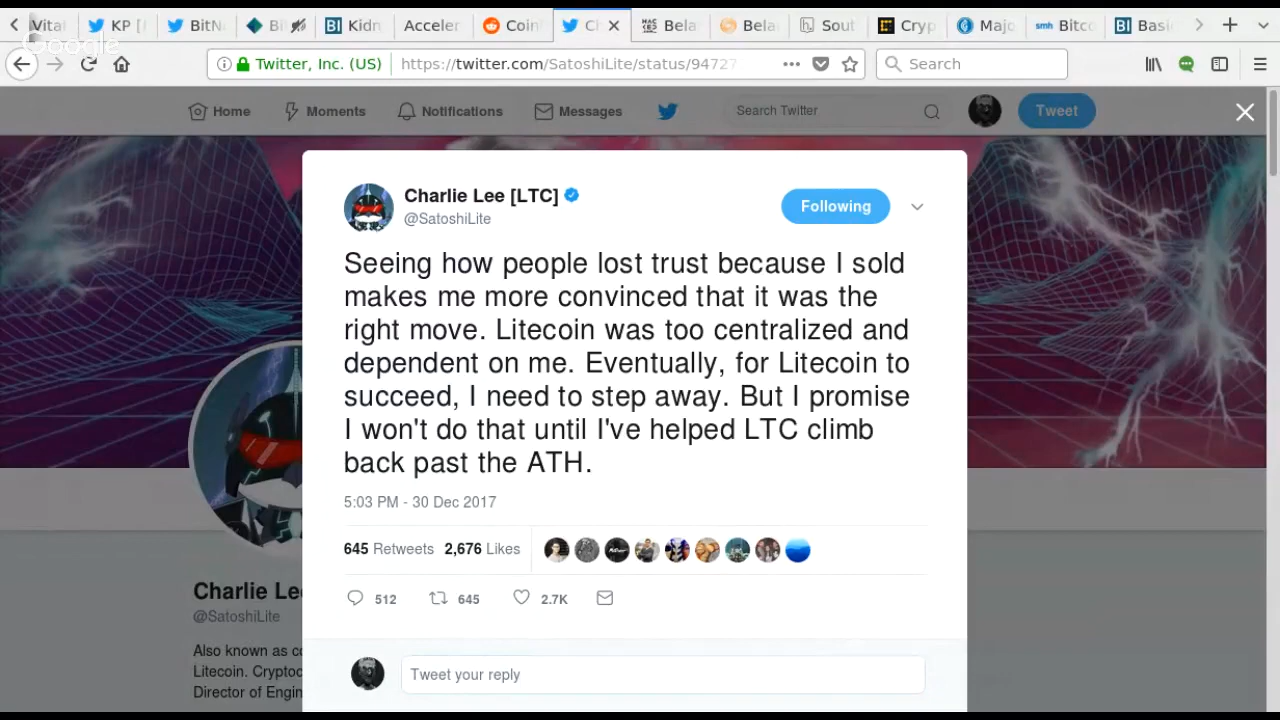 Vital
KP [
BitN
Bi
Kidn
Acceler
Coin
C
Bela
Bela
Sout
Cryp
Majo
Bitco
Basi
Google
Twitter, Inc. (US)
https://twitter.com/SatoshiLite/status/94727
Search
Home
Moments
Notifications
Messages
Search Twitter
Tweet
Charlie Lee [LTC]
@SatoshiLite
Following
Seeing how people lost trust because I sold
makes me more convinced that it was the
right move. Litecoin was too centralized and
dependent on me. Eventually, for Litecoin to
succeed, I need to step away. But I promise
I won't do that until I've helped LTC climb
back past the ATH.
5:03 PM - 30 Dec 2017
645 Retweets 2,676 Likes
512 645 2.7K
Charlie Le
@SatoshiLite
Also known as co
Litecoin. Cryptoc
Director of Engin
Tweet your reply